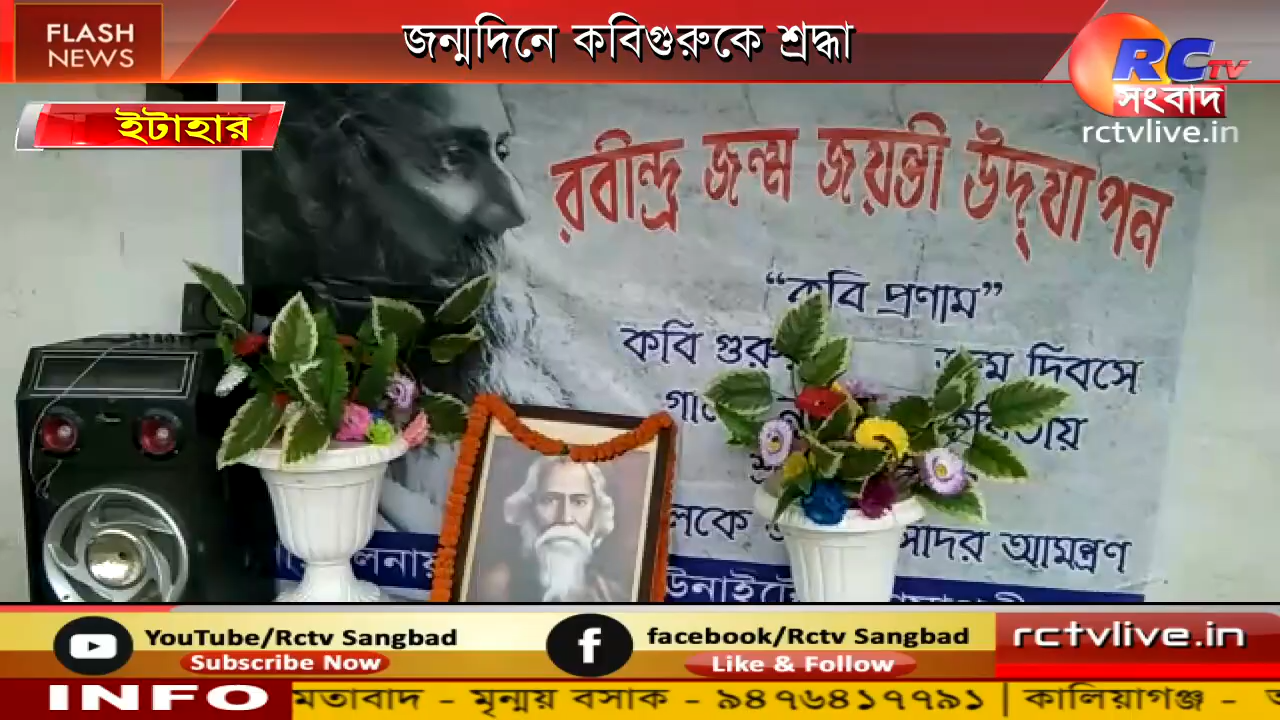 FLASH
NEWS
জন্মদিনে কবিগুরুকে শ্রদ্ধা
RCTV
সংবাদ
rctvlive.in
ইটাহার
রবীন্দ্র জন্ম জয়ন্তী উদ্‌যাপন
“কবি প্রণাম”
কবি দিবসে
সাদর আমন্ত্রণ
YouTube/Rctv Sangbad
Subscribe Now
facebook/Rctv Sangbad
Like & Follow
rctvlive.in
INFO মতাবাদ - মৃন্ময় বসাক - ৯৪৭৬৪১৭৭৯১ | কালিয়াগঞ্জ -